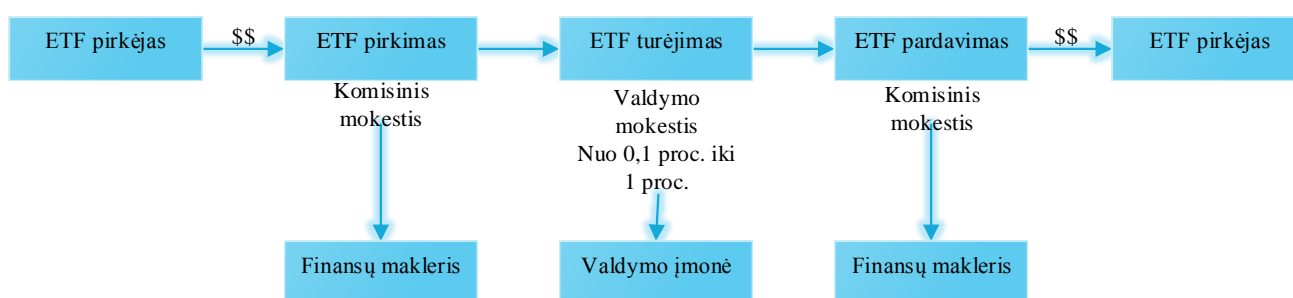 ETF pirkėjas
$$
ETF pirkimas
ETF turėjimas
ETF pardavimas
$$
ETF pirkėjas
Komisinis
mokestis
Valdymo
mokestis
Nuo 0,1 proc. iki
1 proc.
Komisinis
mokestis
Finansų makleris
Valdymo įmonė
Finansų makleris